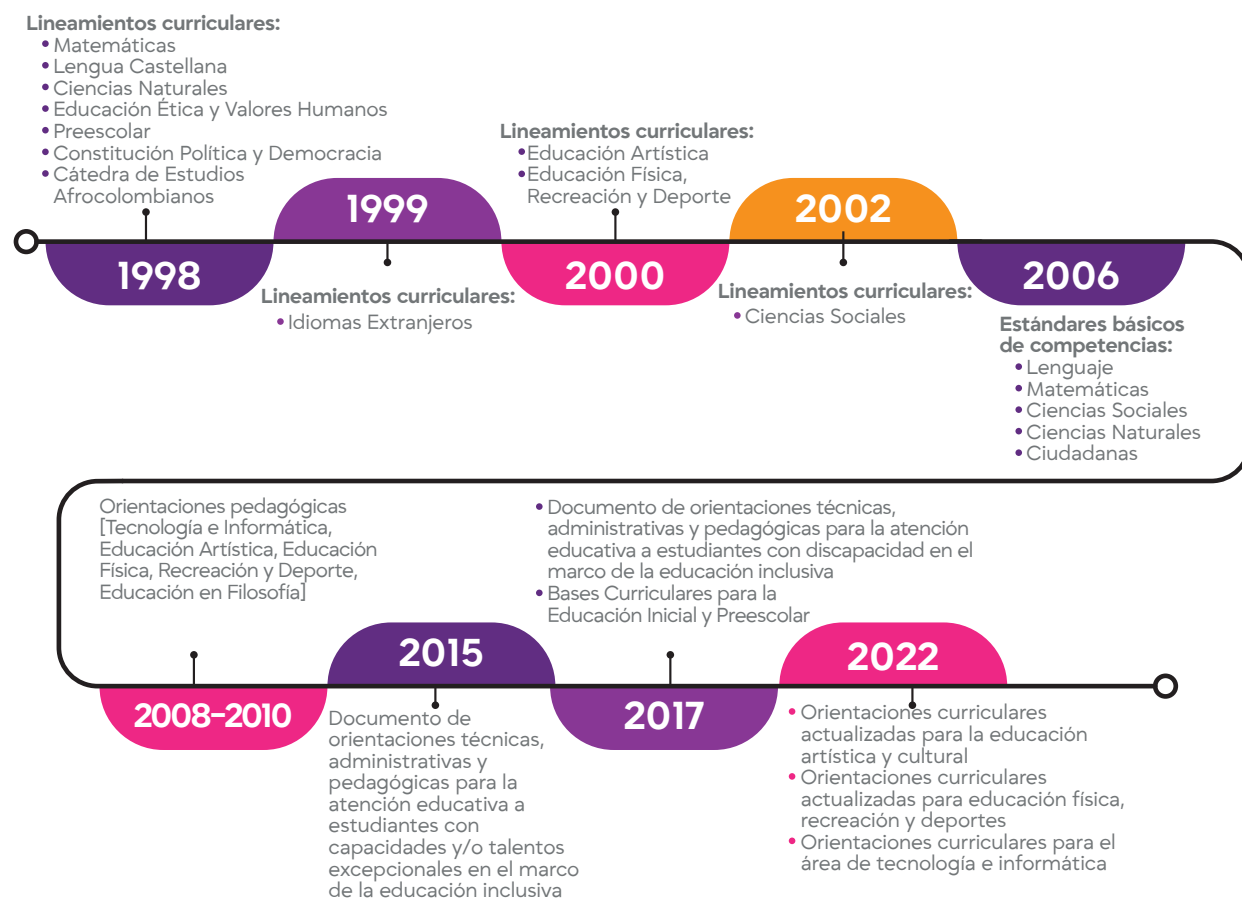 Lineamientos curriculares:
• Matemáticas
• Lengua Castellana
• Ciencias Naturales
• Educación Ética y Valores Humanos
• Preescolar
• Constitución Política y Democracia
• Cátedra de Estudios
Afrocolombianos
1998
1999
Lineamientos curriculares:
• Idiomas Extranjeros
Lineamientos curriculares:
• Educación Artística
• Educación Física,
Recreación y Deporte
2000
2002
Lineamientos curriculares:
• Ciencias Sociales
2006
Estándares básicos
de competencias:
• Lenguaje
• Matemáticas
• Ciencias Sociales
• Ciencias Naturales
• Ciudadanas
Orientaciones pedagógicas
[Tecnología e Informática,
Educación Artística, Educación
Física, Recreación y Deporte,
Educación en Filosofía]
2008-2010
2015
Documento de
orientaciones técnicas,
administrativas y
pedagógicas para la
atención educativa a
estudiantes con
capacidades y/o talentos
excepcionales en el marco
de la educación inclusiva
• Documento de orientaciones técnicas,
administrativas y pedagógicas para la atención
educativa a estudiantes con discapacidad en el
marco de la educación inclusiva
• Bases Curriculares para la
Educación Inicial y Preescolar
2017
2022
• Orientaciones curriculares
actualizadas para la educación
artística y cultural
• Orientaciones curriculares
actualizadas para educación física,
recreación y deportes
• Orientaciones curriculares para el
área de tecnología e informática